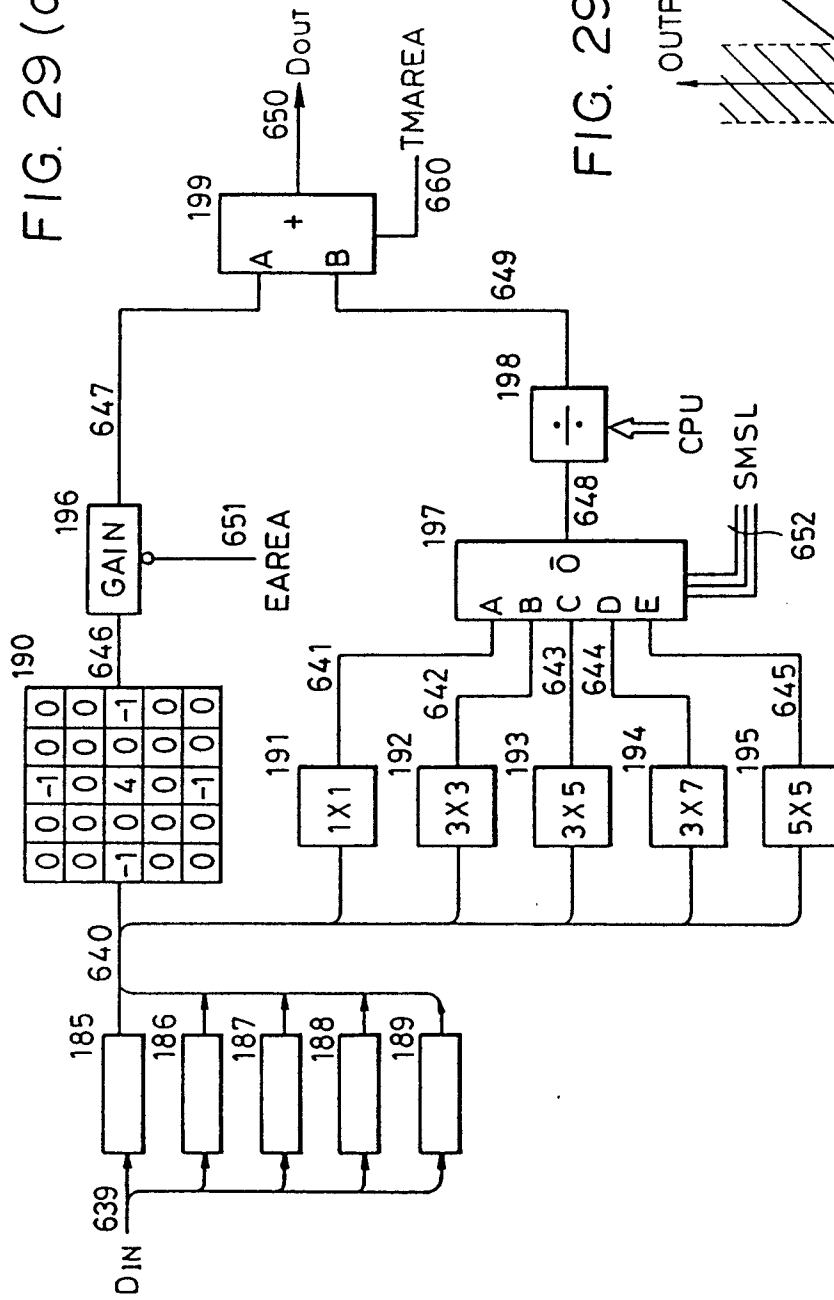 FIG. 29 (a
DIN
639
185
186
187
188
189
640
190
0 0 -1 0 0
0 0 0 0 0
-1 0 4 0 -1
0 0 0 0 0
0 0 -1 0 0
646
196
GAIN
651
EAREA
647
191
1X1
641
192
3X3
642
193
3X5
643
194
3X7
644
195
5X5
645
197
A
B
C
D
E
O
652
SMSL
648
198
÷
CPU
649
199
A
B
+
650
DOUT
660
TMAREA
FIG. 29